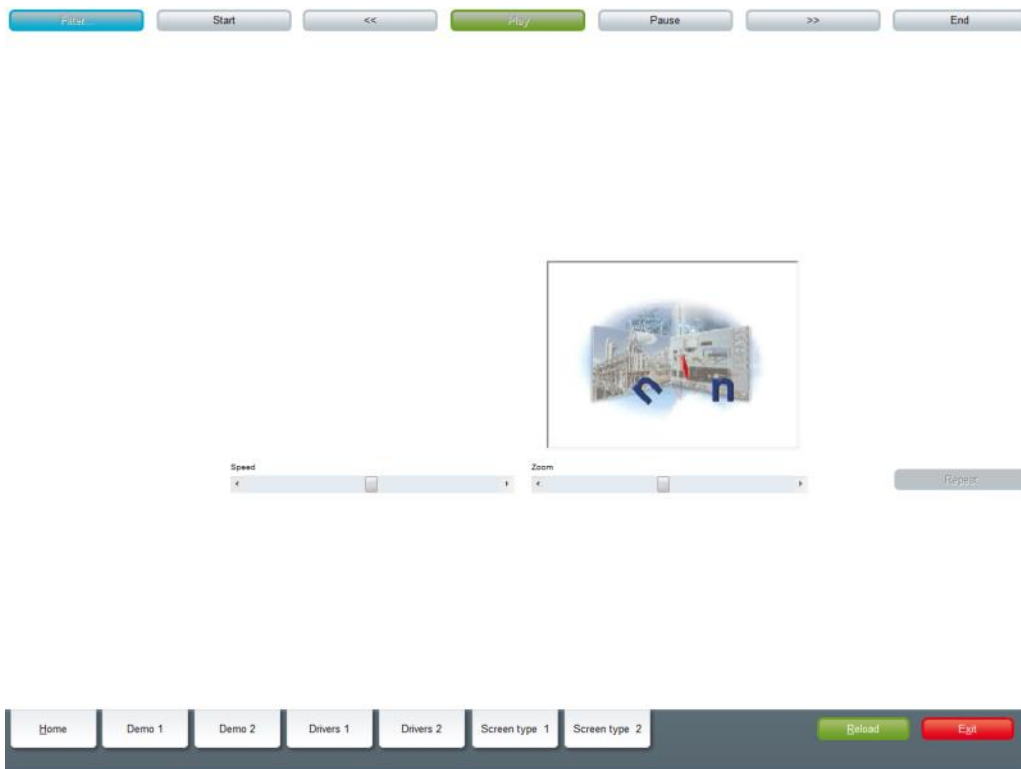 Filter...
Start
<<
Play
Pause
>>
End
n n
Speed
Zoom
Repeat
Home
Demo 1
Demo 2
Drivers 1
Drivers 2
Screen type 1
Screen type 2
Reload
Exit